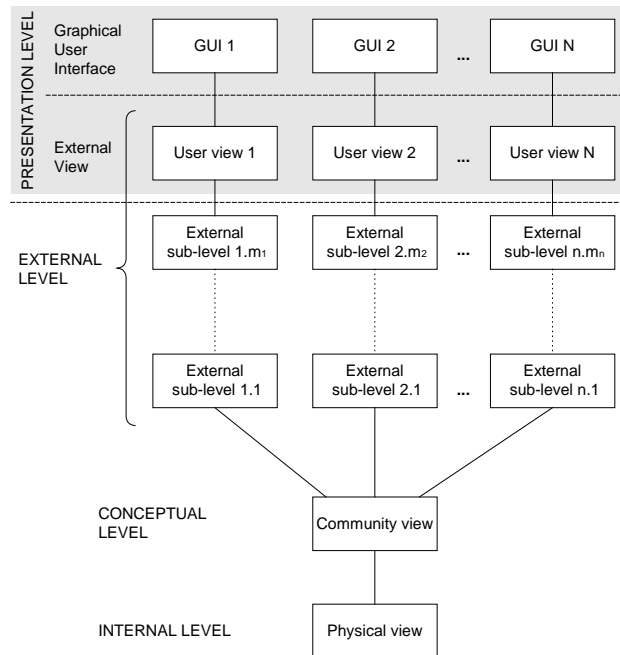 PRESENTATION LEVEL
Graphical
User
Interface
GUI 1
GUI 2
...
GUI N
External
View
User view 1
User view 2
...
User view N
EXTERNAL
LEVEL
External
sub-level 1.m1
External
sub-level 2.m2
...
External
sub-level n.mn
External
sub-level 1.1
External
sub-level 2.1
...
External
sub-level n.1
CONCEPTUAL
LEVEL
Community view
INTERNAL LEVEL
Physical view